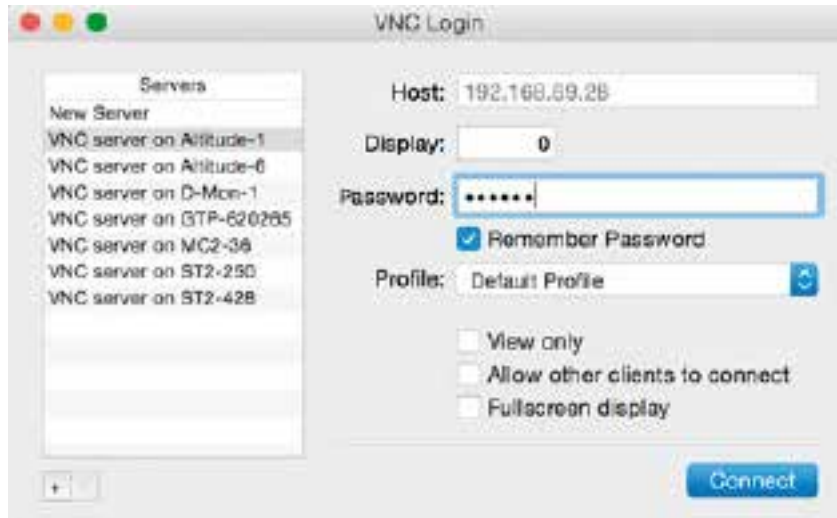 VNC Login
Servers
New Server
VNC server on Altitude-1
VNC server on Altitude-6
VNC server on D-Mon-1
VNC server on GTP-620265
VNC server on MC2-36
VNC server on ST2-250
VNC server on ST2-428
+
Host: 192.168.69.28
Display: 0
Password: ••••••
Remember Password
Profile: Default Profile
View only
Allow other clients to connect
Fullscreen display
Connect